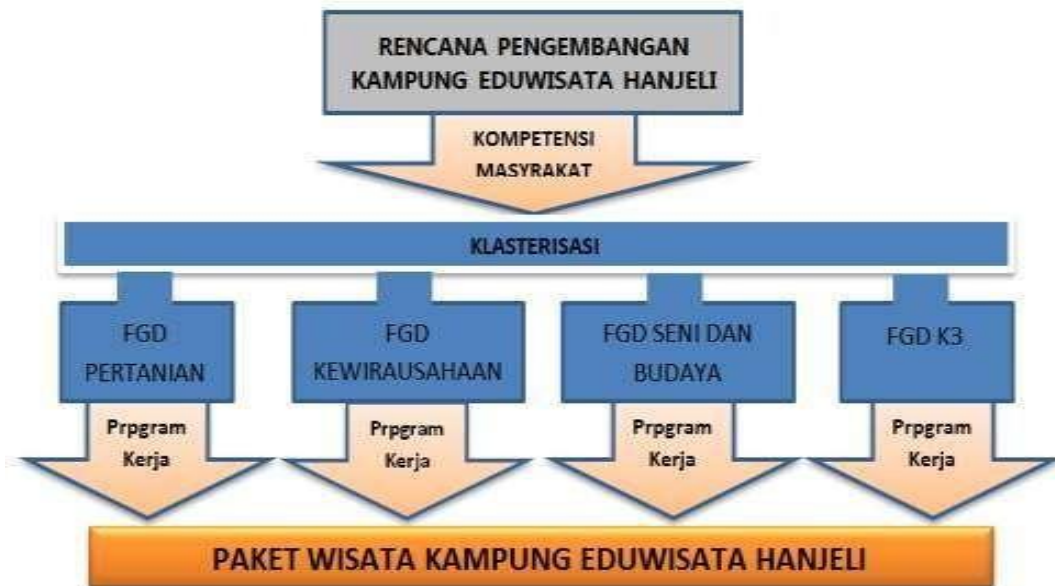 RENCANA PENGEMBANGAN
KAMPUNG EDUWISATA HANJELI
KOMPETENSI
MASYRAKAT
KLASTERISASI
FGD
PERTANIAN
FGD
KEWIRAUSAHAAN
FGD SENI DAN
BUDAYA
FGD K3
Prpgram
Kerja
Prpgram
Kerja
Prpgram
Kerja
Prpgram
Kerja
PAKET WISATA KAMPUNG EDUWISATA HANJELI